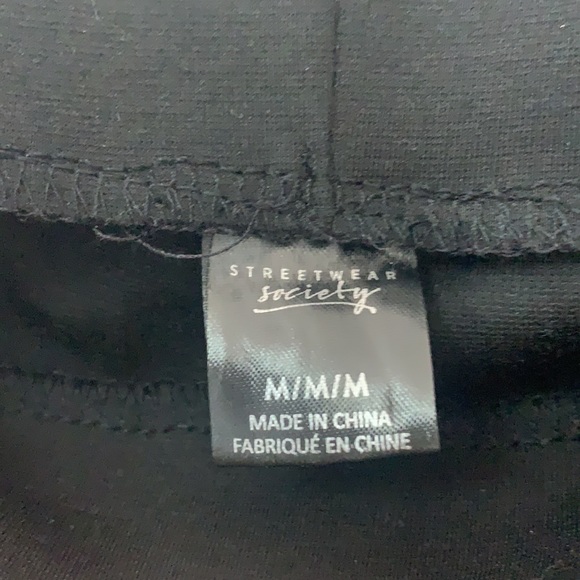 STREETWEAR
society
M/M/M
MADE IN CHINA
FABRIQUÉ EN CHINE